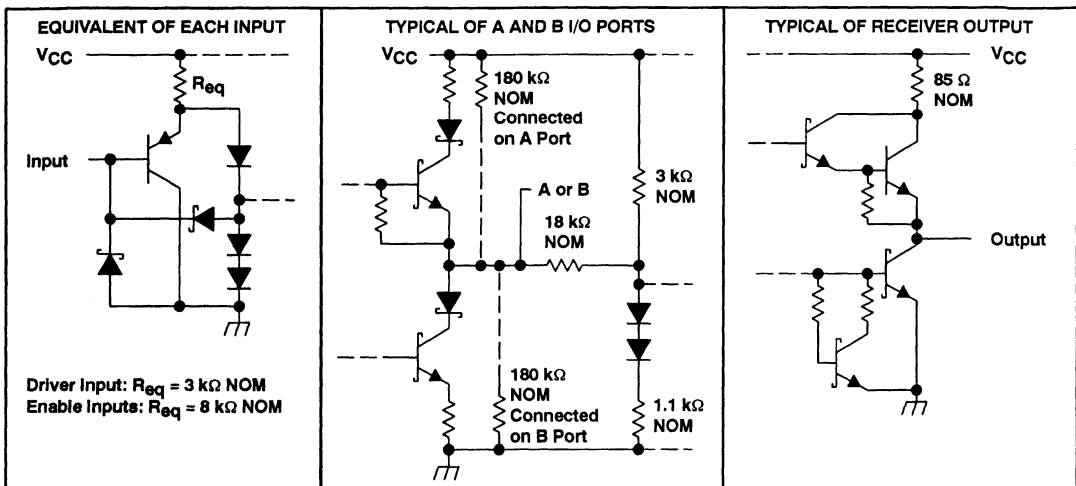 EQUIVALENT OF EACH INPUT
VCC
Req
Input
Driver Input: Req = 3 kΩ NOM
Enable Inputs: Req = 8 kΩ NOM
TYPICAL OF A AND B I/O PORTS
VCC
180 kΩ
NOM
Connected
on A Port
A or B
3 kΩ
NOM
18 kΩ
NOM
180 kΩ
NOM
Connected
on B Port
1.1 kΩ
NOM
TYPICAL OF RECEIVER OUTPUT
VCC
85 Ω
NOM
Output